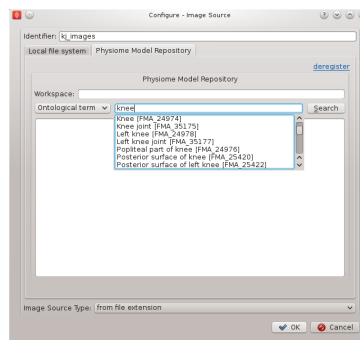 Configure - Image Source
Identifier: kj_images
Local file system Physiome Model Repository
deregister
Physiome Model Repository
Workspace:
Ontological term knee Search
Knee [FMA_24974]
Knee joint [FMA_35175]
Left knee [FMA_24978]
Left knee joint [FMA_35177]
Popliteal part of knee [FMA_24976]
Posterior surface of knee [FMA_25420]
Posterior surface of left knee [FMA_25422]
Image Source Type: from file extension
OK Cancel